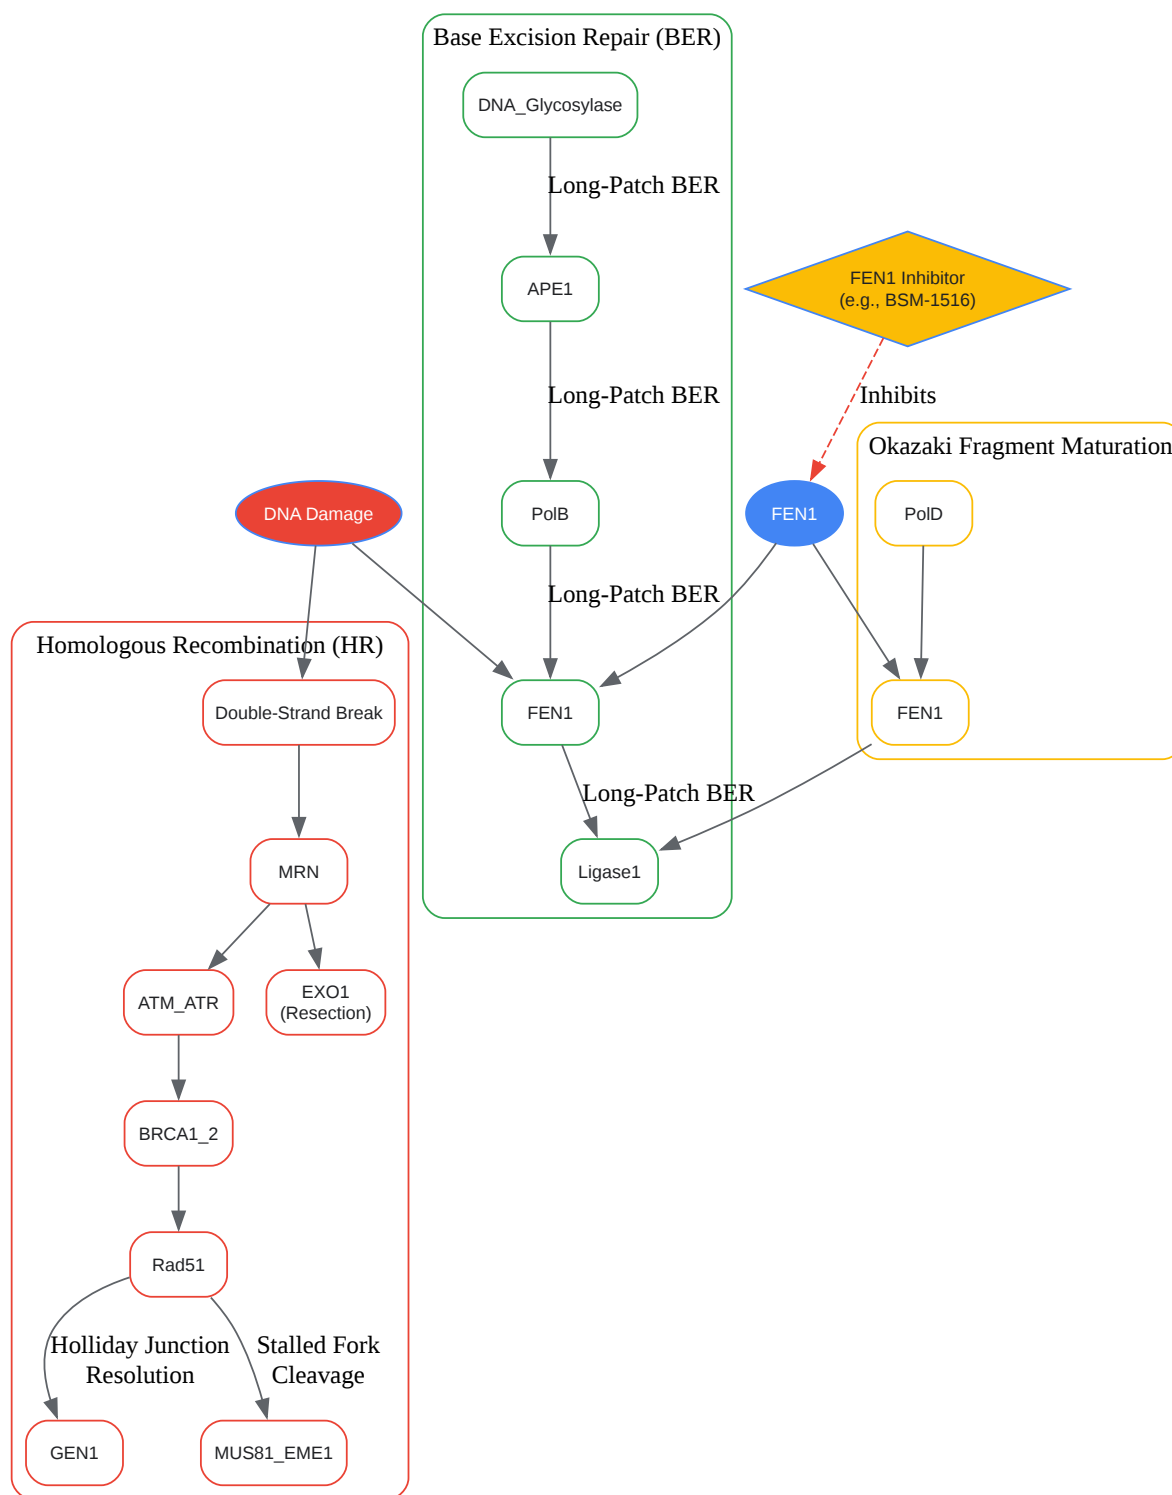 Base Excision Repair (BER)
DNA_Glycosylase
Long-Patch BER
APE1
FEN1 Inhibitor
(e.g., BSM-1516)
Long-Patch BER
Inhibits
Okazaki Fragment Maturation
DNA Damage
PolB
FEN1
PolD
Long-Patch BER
Homologous Recombination (HR)
Double-Strand Break
FEN1
FEN1
Long-Patch BER
MRN
Ligase1
ATM_ATR
EXO1
(Resection)
BRCA1_2
Rad51
Holliday Junction
Resolution
Stalled Fork
Cleavage
GEN1
MUS81_EME1